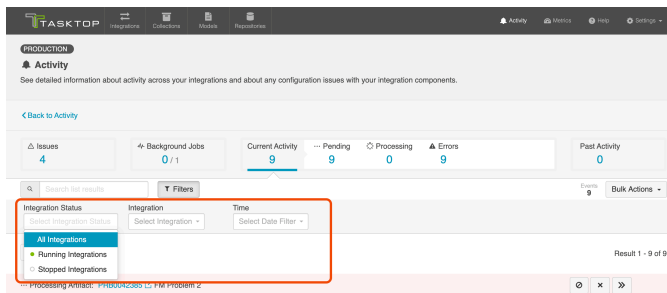 TASKTOP
Integrations Collections Models Repositories
Activity Metrics Help Settings
PRODUCTION
Activity
See detailed information about activity across your integrations and about any configuration issues with your integration components.
Back to Activity
Issues Background Jobs Current Activity Pending Processing Errors Past Activity
4 0 / 1 9 9 0 9 0
Search list results Filters Events 9 Bulk Actions
Integration Status Integration Time
Select Integration Status Select Integration Select Date Filter
All Integrations
Running Integrations
Result 1 - 9 of 9
Stopped Integrations
Processing Artifact: PRB0042365 FM Problem 2